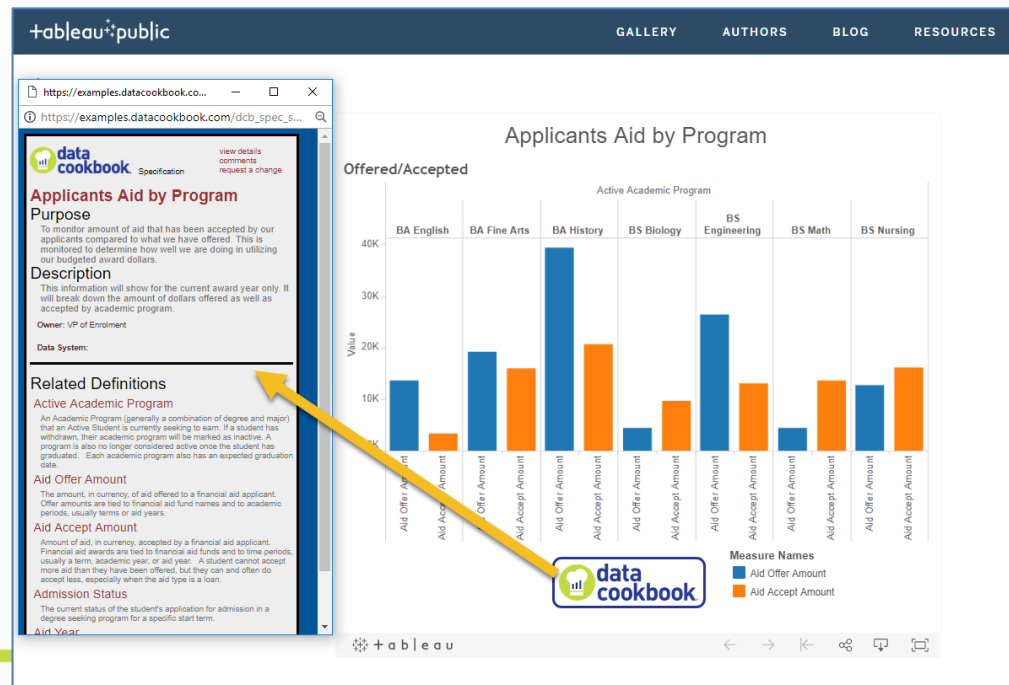 +ab|eau public
GALLERY AUTHORS BLOG RESOURCES
https://examples.datacookbook.co...
https://examples.datacookbook.com/dcb_spec_s...
data
cookbook. Specification
view details
comments
request a change
Applicants Aid by Program
Purpose
To monitor amount of aid that has been accepted by our
applicants compared to what we have offered. This is
monitored to determine how well we are doing in utilizing
our budgeted award dollars.
Description
This information will show for the current award year only. It
will break down the amount of dollars offered as well as
accepted by academic program.
Owner: VP of Enrolment
Data System:
Related Definitions
Active Academic Program
An Academic Program (generally a combination of degree and major)
that an Active Student is currently seeking to earn. If a student has
withdrawn, their academic program will be marked as inactive. A
program is also no longer considered active once the student has
graduated. Each academic program also has an expected graduation
date.
Aid Offer Amount
The amount, in currency, of aid offered to a financial aid applicant.
Offer amounts are tied to financial aid fund names and to academic
periods, usually terms or aid years.
Aid Accept Amount
Amount of aid, in currency, accepted by a financial aid applicant.
Financial aid awards are tied to financial aid funds and to time periods,
usually a term, academic year, or aid year. A student cannot accept
more aid than they have been offered, but they can and often do
accept less, especially when the aid type is a loan.
Admission Status
The current status of the student's application for admission in a
degree seeking program for a specific start term.
Aid Year
Applicants Aid by Program
Offered/Accepted
Active Academic Program
BA English
BA Fine Arts
BA History
BS Biology
BS
Engineering
BS Math
BS Nursing
Value
40K
30K
20K
10K
Aid Offer Amount
Aid Accept Amount
Aid Offer Amount
Aid Accept Amount
Aid Offer Amount
Aid Accept Amount
Aid Offer Amount
Aid Accept Amount
Aid Offer Amount
Aid Accept Amount
Aid Offer Amount
Aid Accept Amount
Aid Offer Amount
Aid Accept Amount
data
cookbook.
Measure Names
Aid Offer Amount
Aid Accept Amount
+ab|eau